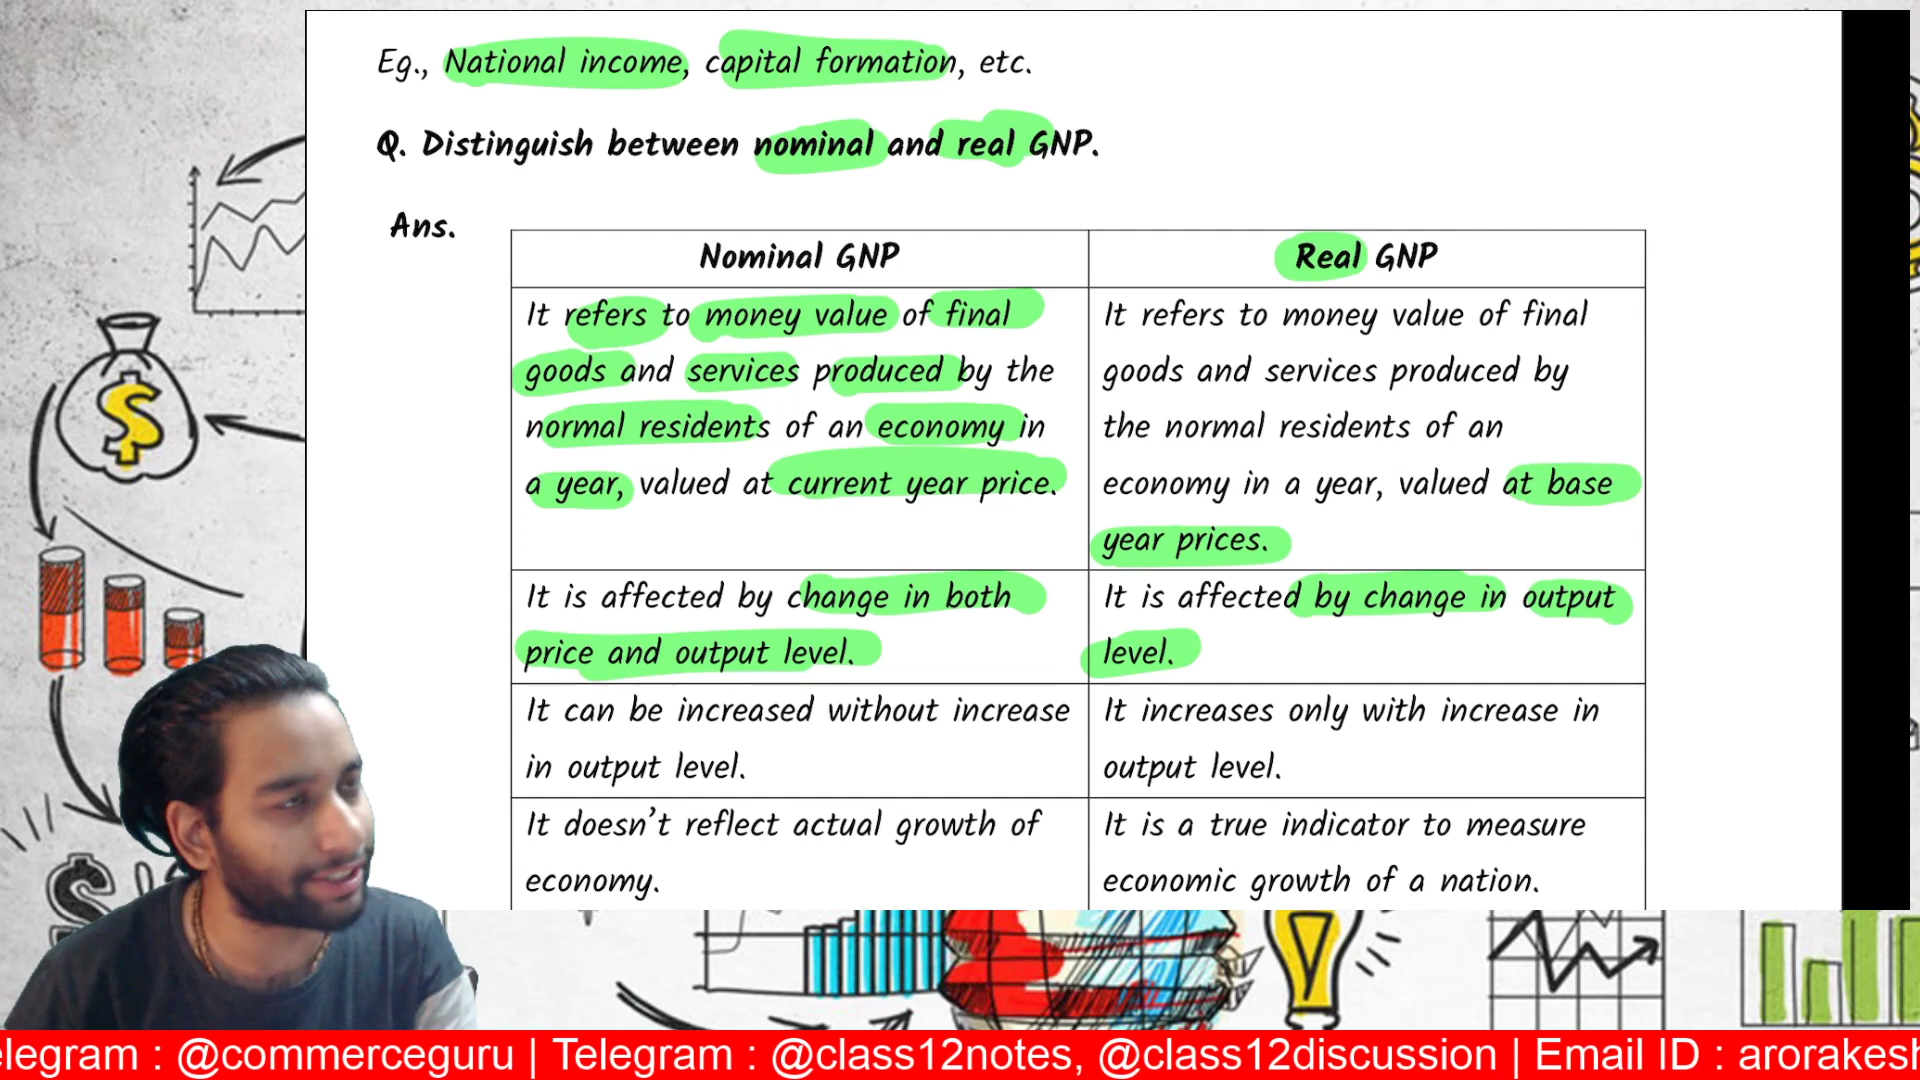 Eg., National income, capital formation, etc.
Q. Distinguish between nominal and real GNP.
Ans.
Nominal GNP
Real GNP
It refers to money value of final
goods and services produced by the
normal residents of an economy in
a year, valued at current year price.
It refers to money value of final
goods and services produced by
the normal residents of an
economy in a year, valued at base
year prices.
It is affected by change in both
price and output level.
It is affected by change in output
level.
It can be increased without increase
in output level.
It increases only with increase in
output level.
It doesn't reflect actual growth of
economy.
It is a true indicator to measure
economic growth of a nation.
elegram : @commerceguru | Telegram : @class12notes, @class12discussion | Email ID : arorakesh